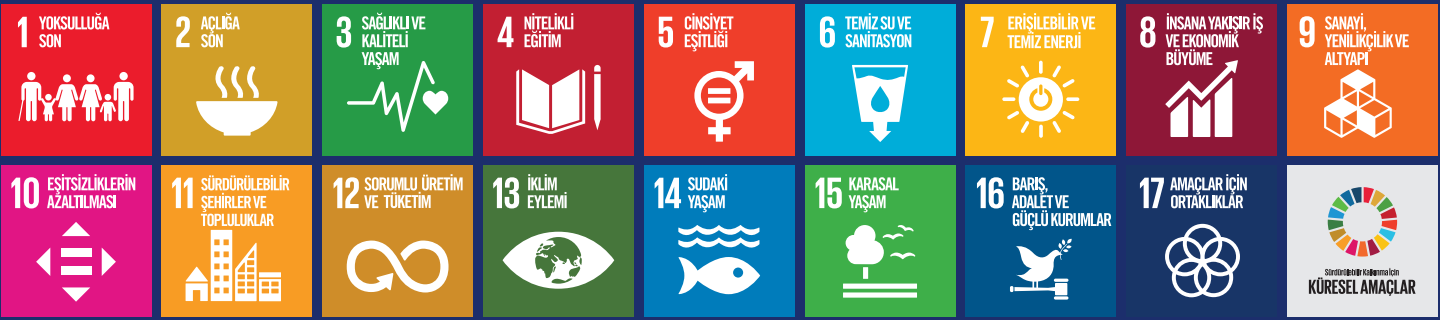 1 YOKSULLUĞA
SON
2 AÇLIĞA
SON
3 SAĞLIKLI VE
KALİTELİ
YAŞAM
4 NİTELİKLİ
EĞİTİM
5 CİNSİYET
EŞİTLİĞİ
6 TEMİZ SU VE
SANİTASYON
7 ERİŞİLEBİLİR VE
TEMİZ ENERJİ
8 İNSANA YAKIŞIR İŞ
VE EKONOMİK
BÜYÜME
9 SANAYİ,
YENİLİKÇİLİK VE
ALTYAPI
10 EŞİTSİZLİKLERİN
AZALTILMASI
11 SÜRDÜRÜLEBİLİR
ŞEHİRLER VE
TOPLULUKLAR
12 SORUMLU ÜRETİM
VE TÜKETİM
13 İKLİM
EYLEMİ
14 SUDAKİ
YAŞAM
15 KARASAL
YAŞAM
16 BARIŞ,
ADALET VE
GÜÇLÜ KURUMLAR
17 AMAÇLAR İÇİN
ORTAKLIKLAR
Sürdürülebilir Kalkınma İçin
KÜRESEL AMAÇLAR